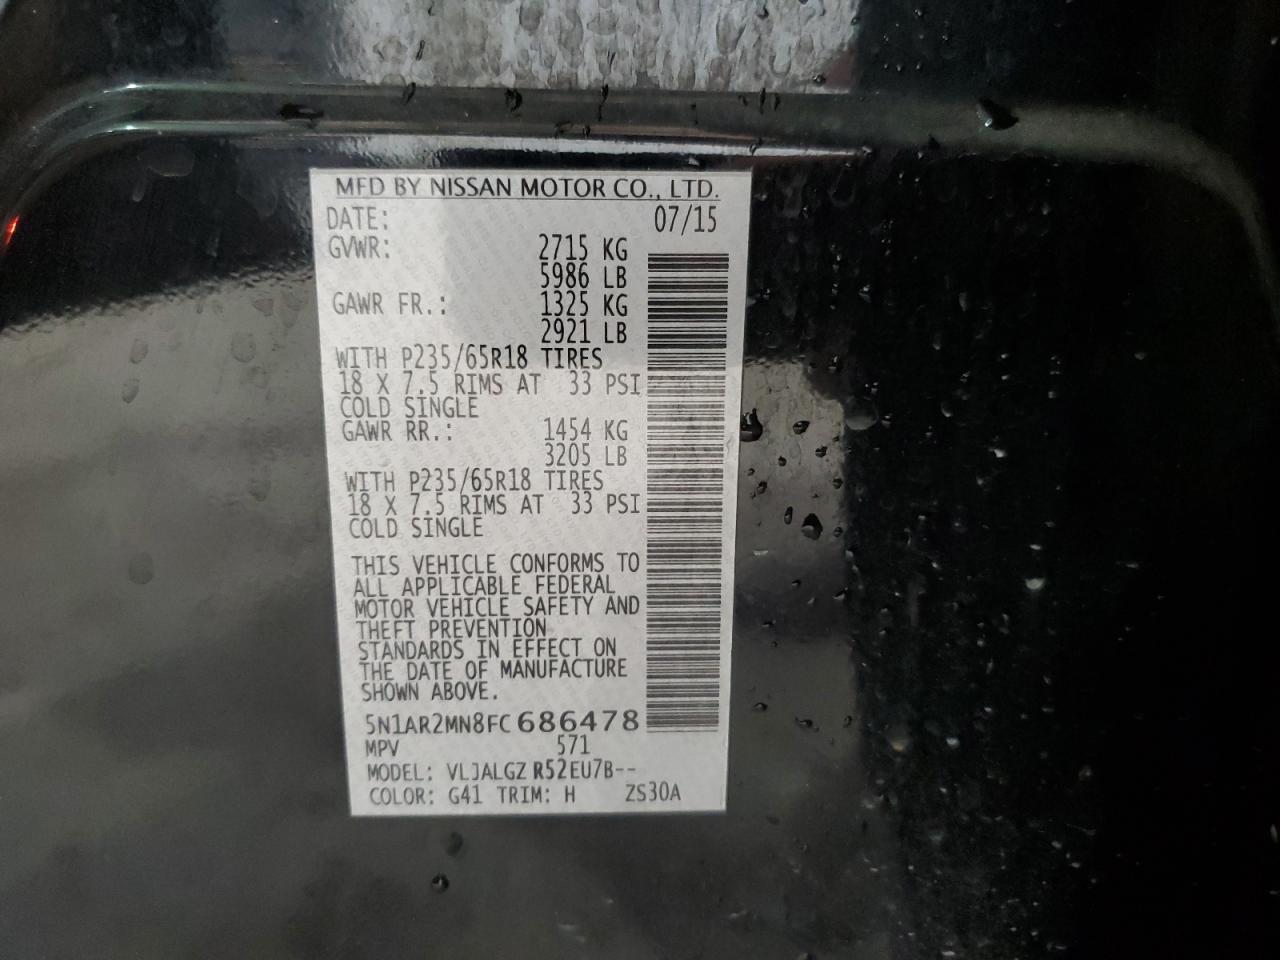 MFD BY NISSAN MOTOR CO., LTD.
DATE: 07/15
GVWR: 2715 KG
5986 LB
GAWR FR.: 1325 KG
2921 LB
WITH P235/65R18 TIRES
18 X 7.5 RIMS AT 33 PSI
COLD SINGLE
GAWR RR.: 1454 KG
3205 LB
WITH P235/65R18 TIRES
18 X 7.5 RIMS AT 33 PSI
COLD SINGLE
THIS VEHICLE CONFORMS TO
ALL APPLICABLE FEDERAL
MOTOR VEHICLE SAFETY AND
THEFT PREVENTION
STANDARDS IN EFFECT ON
THE DATE OF MANUFACTURE
SHOWN ABOVE.
5N1AR2MN8FC686478
MPV 571
MODEL: VLJALGZ R52EU7B--
COLOR: G41 TRIM: H ZS30A